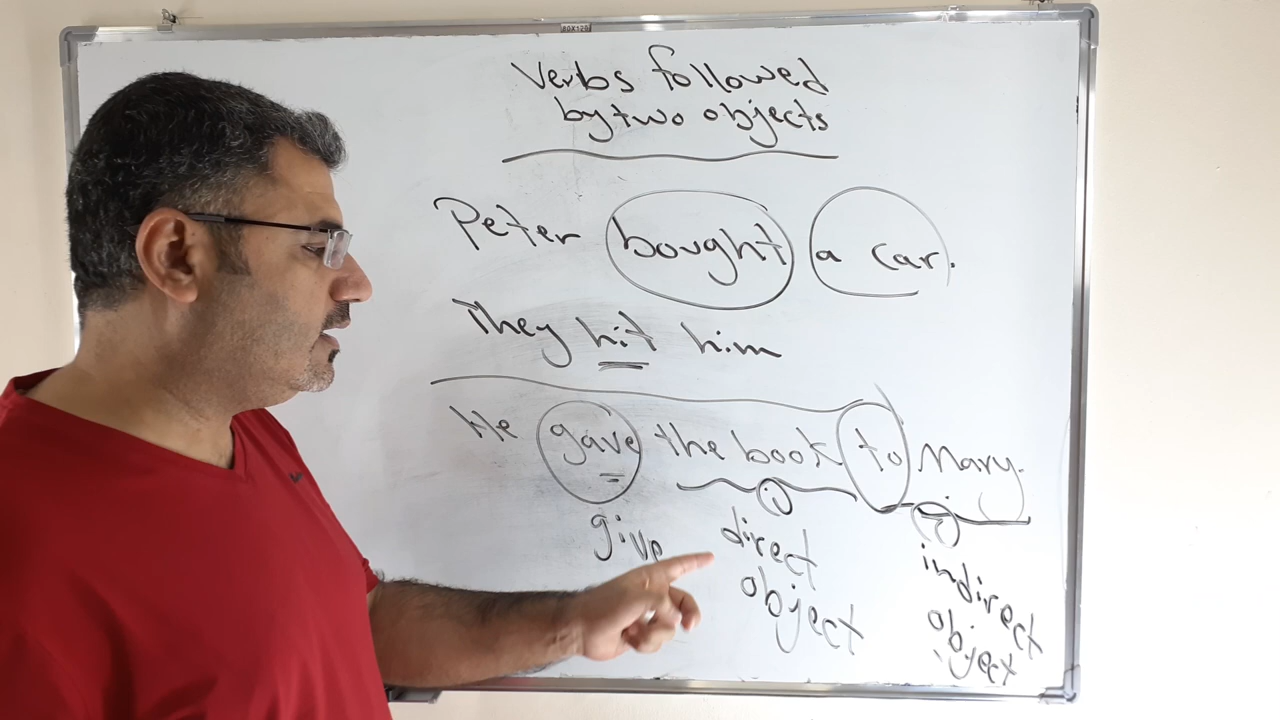 80X120
Verbs followed
by two objects
Peter bought a car.
They hit him
He gave the book to Mary.
give
direct
object
indirect
object